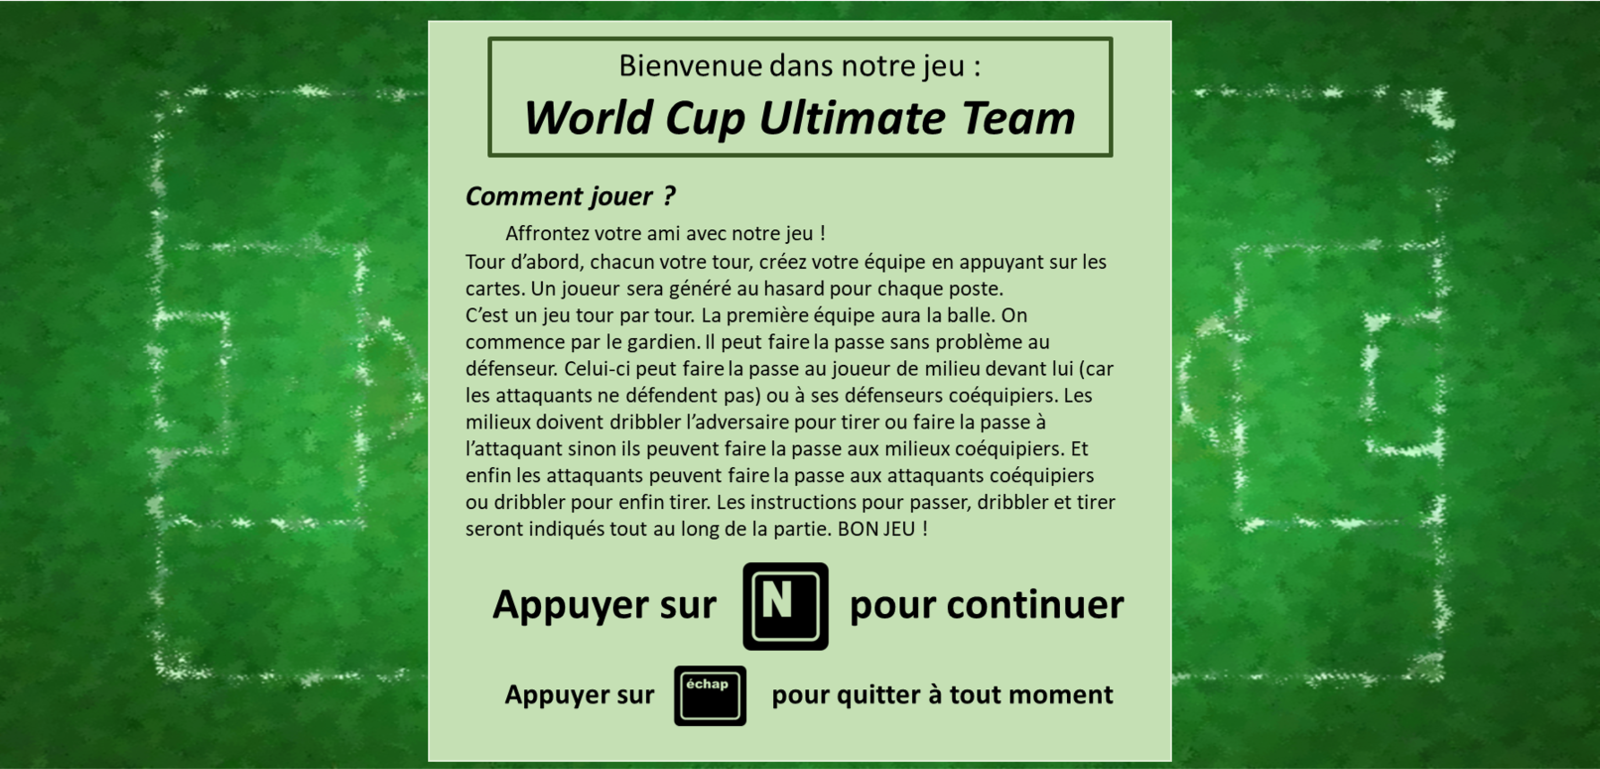 Bienvenue dans notre jeu :
World Cup Ultimate Team
Comment jouer ?
Affrontez votre ami avec notre jeu !
Tour d’abord, chacun votre tour, créez votre équipe en appuyant sur les
cartes. Un joueur sera généré au hasard pour chaque poste.
C’est un jeu tour par tour. La première équipe aura la balle. On
commence par le gardien. Il peut faire la passe sans problème au
défenseur. Celui-ci peut faire la passe au joueur de milieu devant lui (car
les attaquants ne défendent pas) ou à ses défenseurs coéquipiers. Les
milieux doivent dribbler l’adversaire pour tirer ou faire la passe à
l’attaquant sinon ils peuvent faire la passe aux milieux coéquipiers. Et
enfin les attaquants peuvent faire la passe aux attaquants coéquipiers
ou dribbler pour enfin tirer. Les instructions pour passer, dribbler et tirer
seront indiqués tout au long de la partie. BON JEU !
Appuyer sur N pour continuer
Appuyer sur échap pour quitter à tout moment